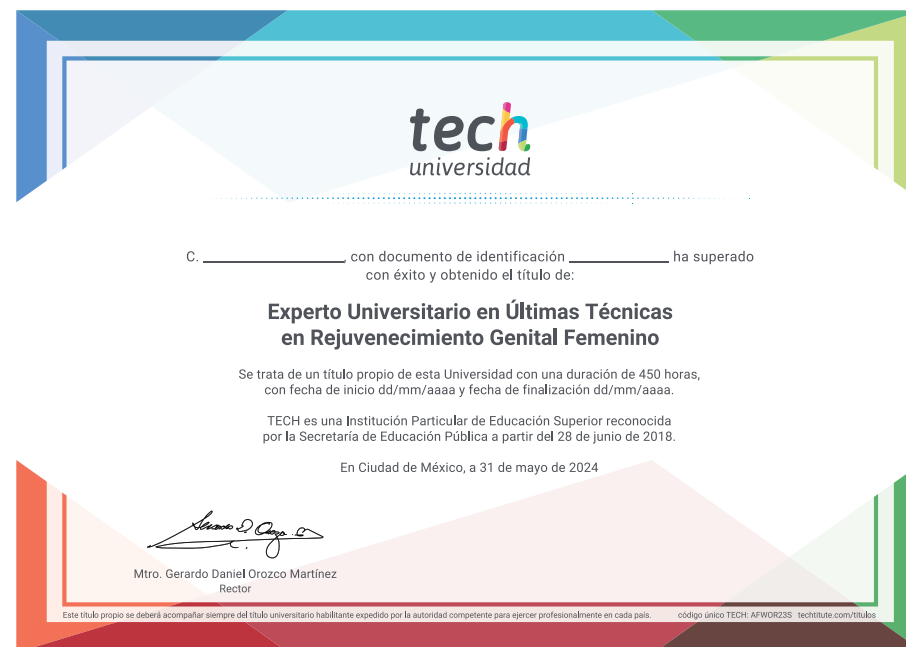 tech
universidad
C. ____________, con documento de identificación ____________ ha superado
con éxito y obtenido el título de:
Experto Universitario en Últimas Técnicas
en Rejuvenecimiento Genital Femenino
Se trata de un título propio de esta Universidad con una duración de 450 horas,
con fecha de inicio dd/mm/aaaa y fecha de finalización dd/mm/aaaa.
TECH es una Institución Particular de Educación Superior reconocida
por la Secretaría de Educación Pública a partir del 28 de junio de 2018.
En Ciudad de México, a 31 de mayo de 2024
Mtro. Gerardo Daniel Orozco Martínez
Rector
Este título propio se deberá acompañar siempre del título universitario habilitante expedido por la autoridad competente para ejercer profesionalmente en cada país. código único TECH: AFWOR23S techtitute.com/titulos